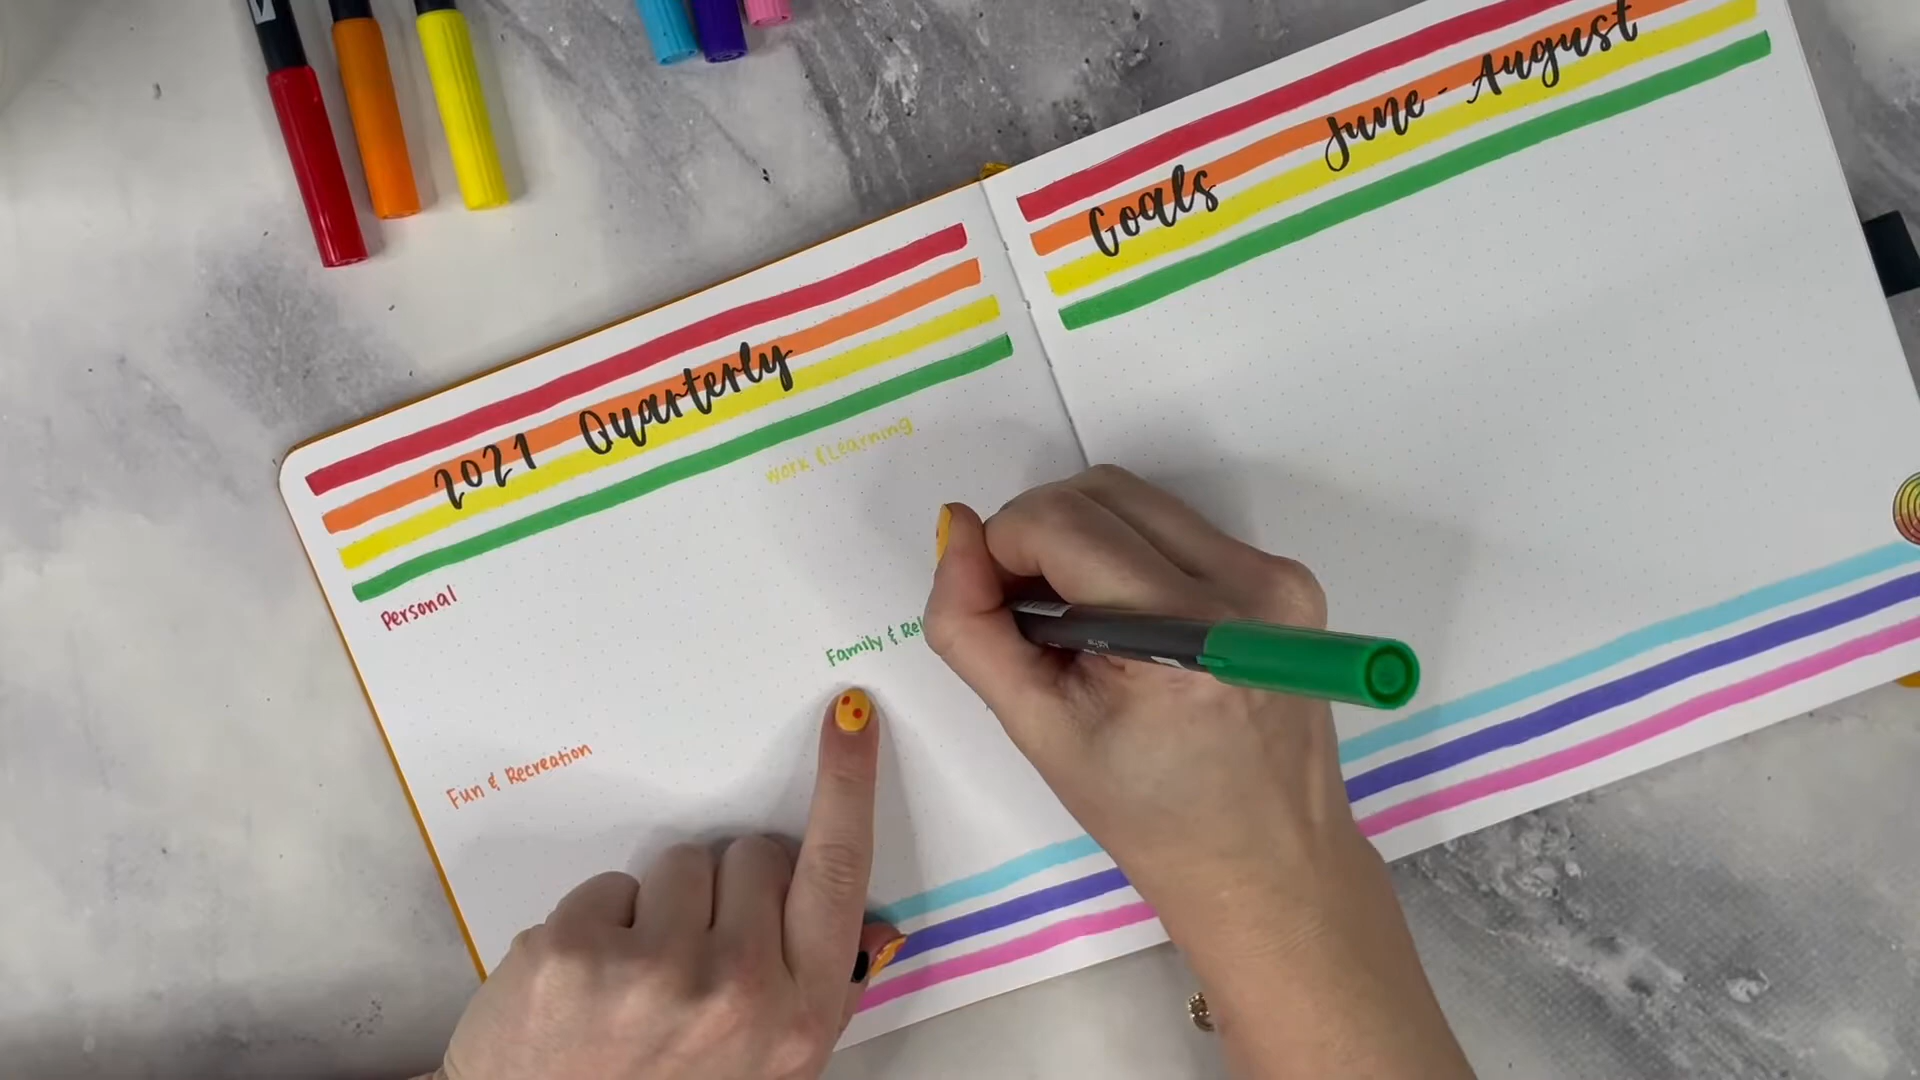 2021 Quarterly Goals June - August
Personal
Work & Learning
Fun & Recreation
Family & Rel